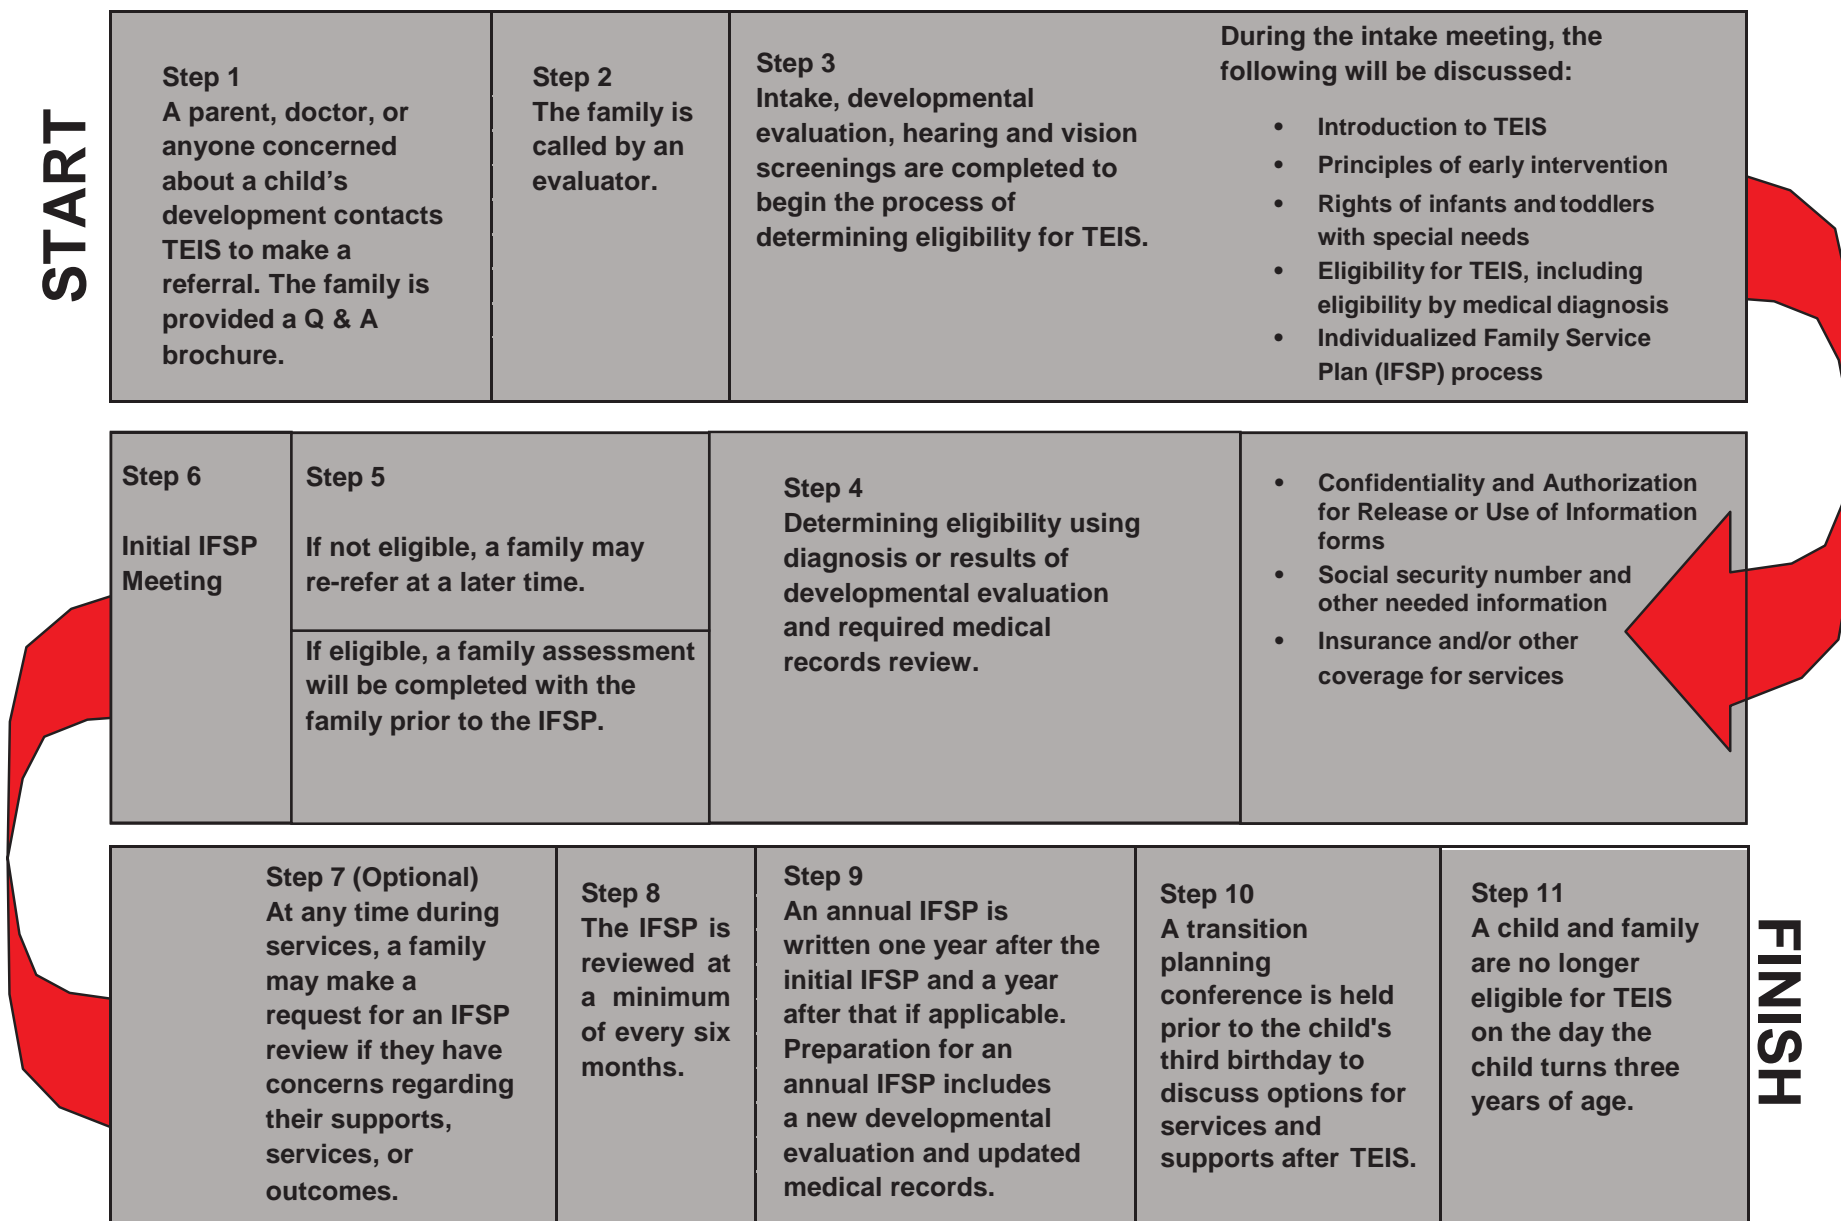 START
Step 1
A parent, doctor, or
anyone concerned
about a child’s
development contacts
TEIS to make a
referral. The family is
provided a Q & A
brochure.
Step 2
The family is
called by an
evaluator.
Step 3
Intake, developmental
evaluation, hearing and vision
screenings are completed to
begin the process of
determining eligibility for TEIS.
During the intake meeting, the
following will be discussed:
• Introduction to TEIS
• Principles of early intervention
• Rights of infants and toddlers
with special needs
• Eligibility for TEIS, including
eligibility by medical diagnosis
• Individualized Family Service
Plan (IFSP) process
• Confidentiality and Authorization
for Release or Use of Information
forms
• Social security number and
other needed information
• Insurance and/or other
coverage for services
Step 4
Determining eligibility using
diagnosis or results of
developmental evaluation
and required medical
records review.
Step 5
If not eligible, a family may
re-refer at a later time.
If eligible, a family assessment
will be completed with the
family prior to the IFSP.
Step 6
Initial IFSP
Meeting
Step 7 (Optional)
At any time during
services, a family
may make a
request for an IFSP
review if they have
concerns regarding
their supports,
services, or
outcomes.
Step 8
The IFSP is
reviewed at
a minimum
of every six
months.
Step 9
An annual IFSP is
written one year after the
initial IFSP and a year
after that if applicable.
Preparation for an
annual IFSP includes
a new developmental
evaluation and updated
medical records.
Step 10
A transition
planning
conference is held
prior to the child's
third birthday to
discuss options for
services and
supports after TEIS.
Step 11
A child and family
are no longer
eligible for TEIS
on the day the
child turns three
years of age.
FINISH